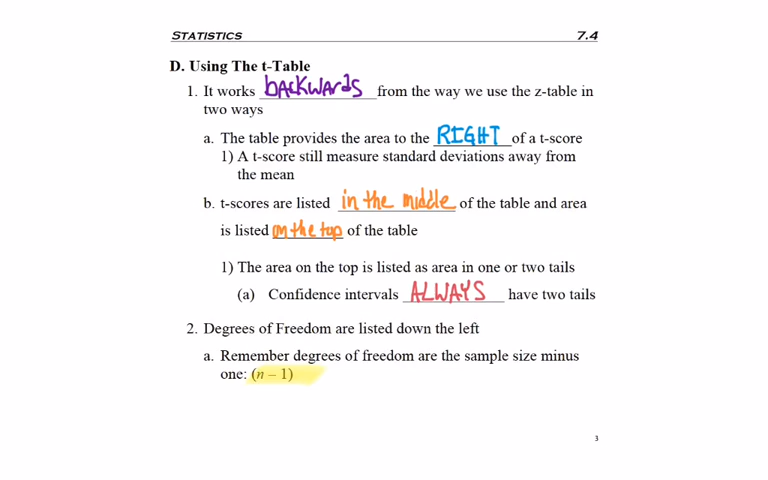 STATISTICS 7.4
D. Using The t-Table
1. It works backwards from the way we use the z-table in
two ways
a. The table provides the area to the RIGHT of a t-score
1) A t-score still measure standard deviations away from
the mean
b. t-scores are listed in the middle of the table and area
is listed on the top of the table
1) The area on the top is listed as area in one or two tails
(a) Confidence intervals ALWAYS have two tails
2. Degrees of Freedom are listed down the left
a. Remember degrees of freedom are the sample size minus
one: (n – 1)
3